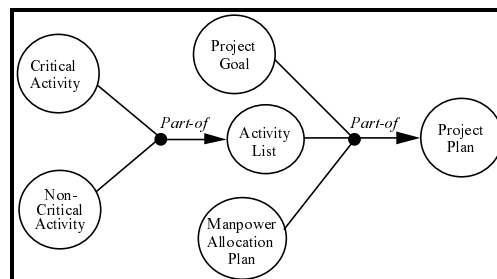 Critical
Activity
Non-
Critical
Activity
Part-of
Project
Goal
Activity
List
Manpower
Allocation
Plan
Part-of
Project
Plan